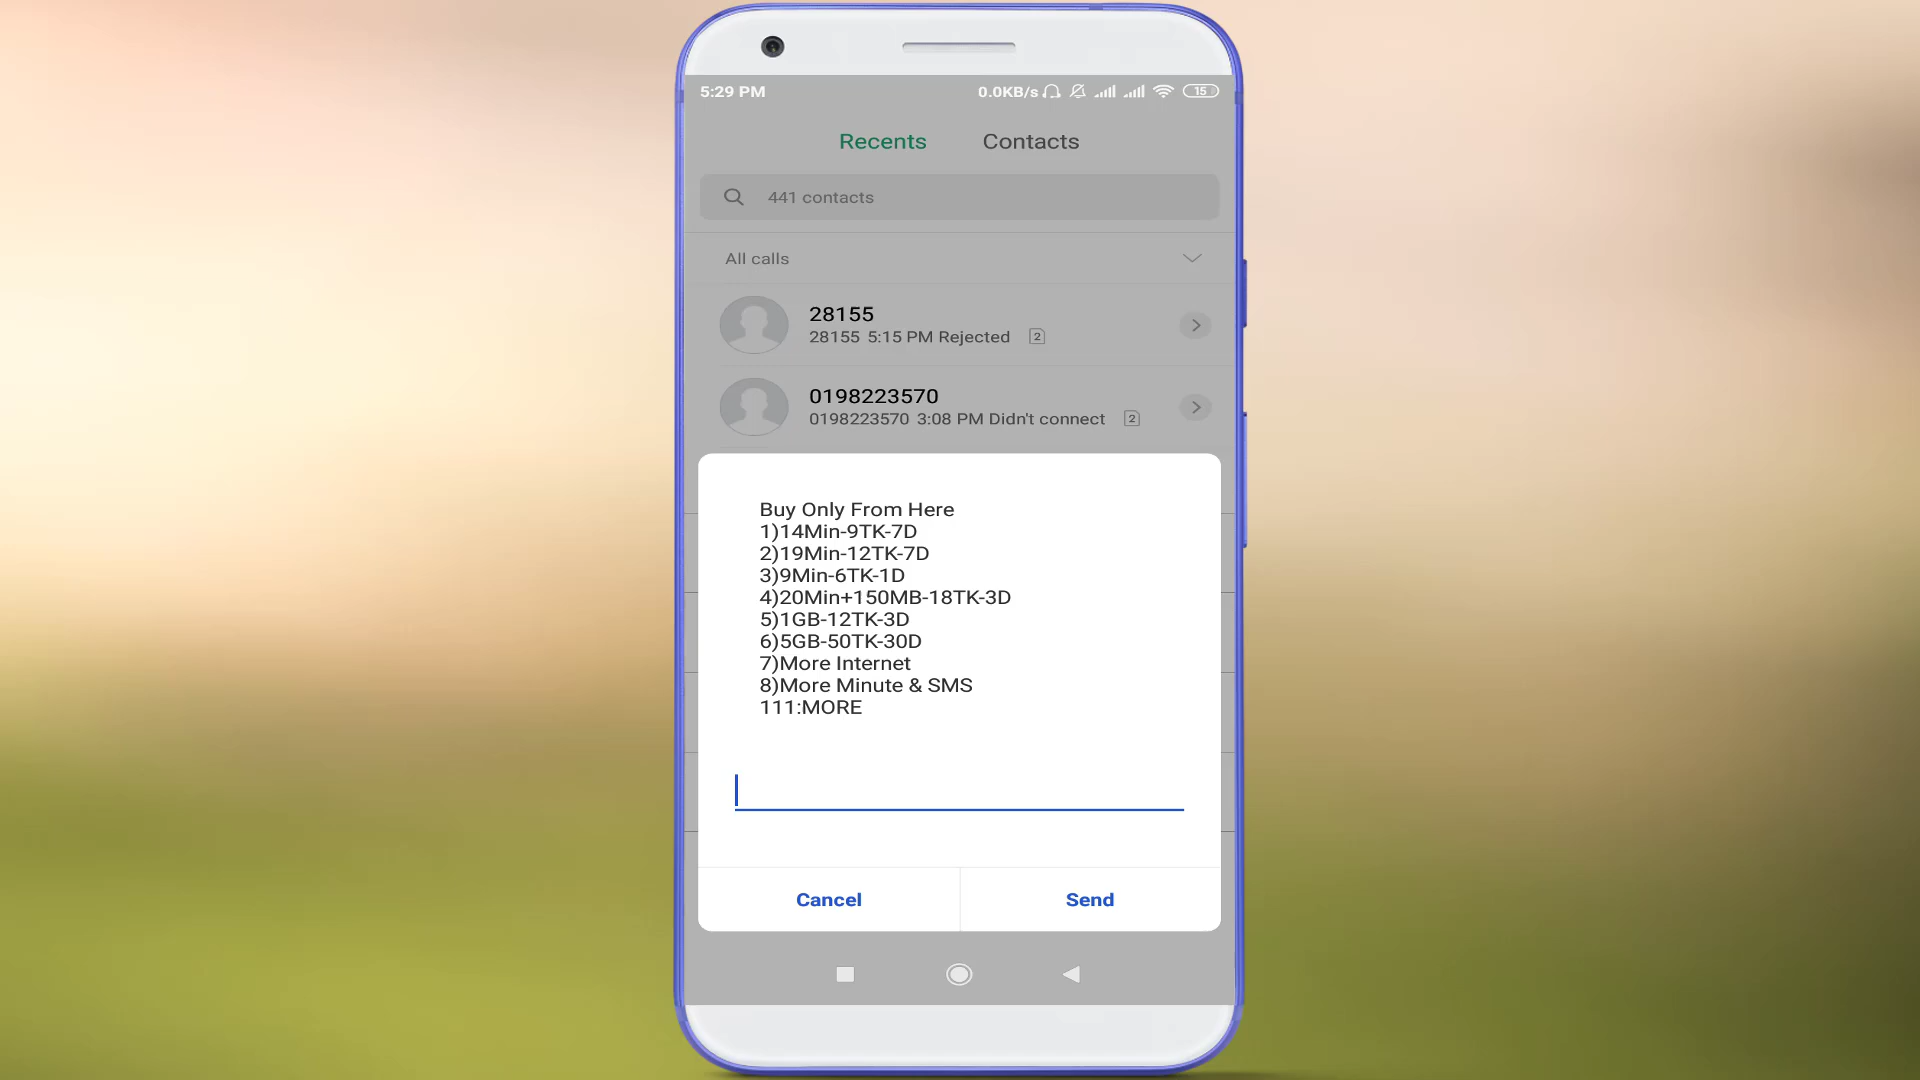 5:29 PM
0.0KB/s
15
Recents
Contacts
441 contacts
All calls
28155
28155 5:15 PM Rejected 2
0198223570
0198223570 3:08 PM Didn't connect 2
Buy Only From Here
1)14Min-9TK-7D
2)19Min-12TK-7D
3)9Min-6TK-1D
4)20Min+150MB-18TK-3D
5)1GB-12TK-3D
6)5GB-50TK-30D
7)More Internet
8)More Minute & SMS
111:MORE
Cancel
Send